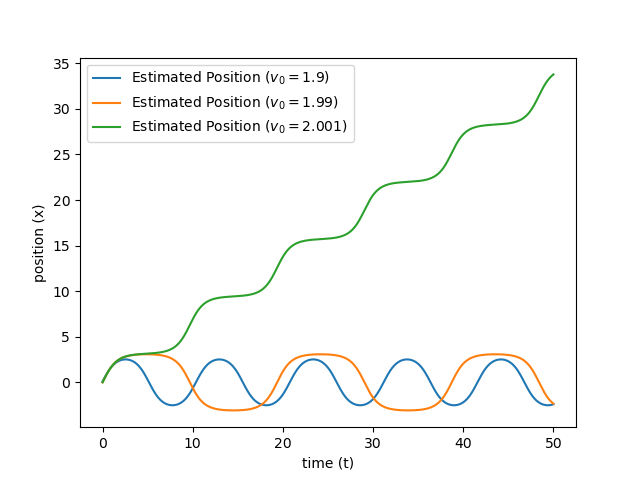 35
30
25
20
15
10
5
0
position (x)
Estimated Position (v₀ = 1.9)
Estimated Position (v₀ = 1.99)
Estimated Position (v₀ = 2.001)
0 10 20 30 40 50
time (t)